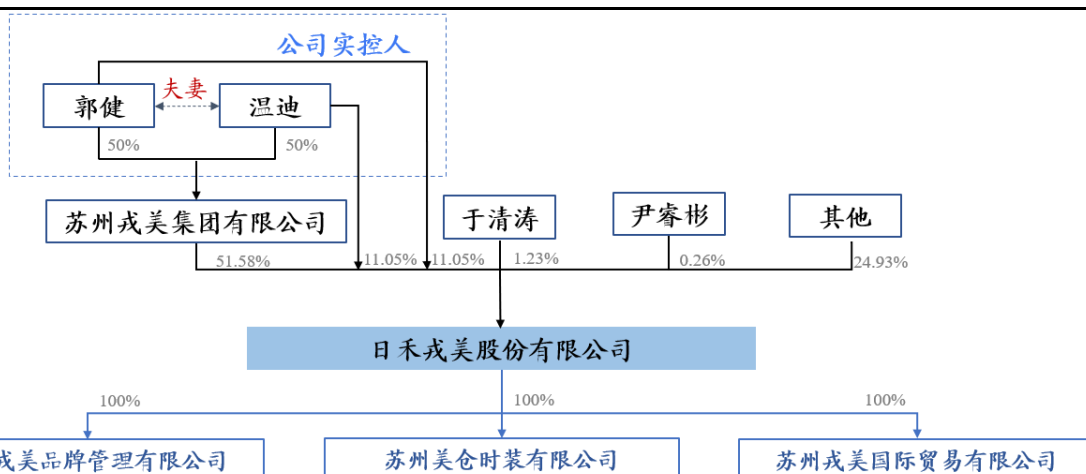 公司实控人
夫妻
郭健
温迪
50%
50%
苏州戎美集团有限公司
于清涛
尹睿彬
其他
51.58%
11.05%
11.05%
1.23%
0.26%
24.93%
日禾戎美股份有限公司
100%
100%
100%
戎美品牌管理有限公司
苏州美仓时装有限公司
苏州戎美国际贸易有限公司